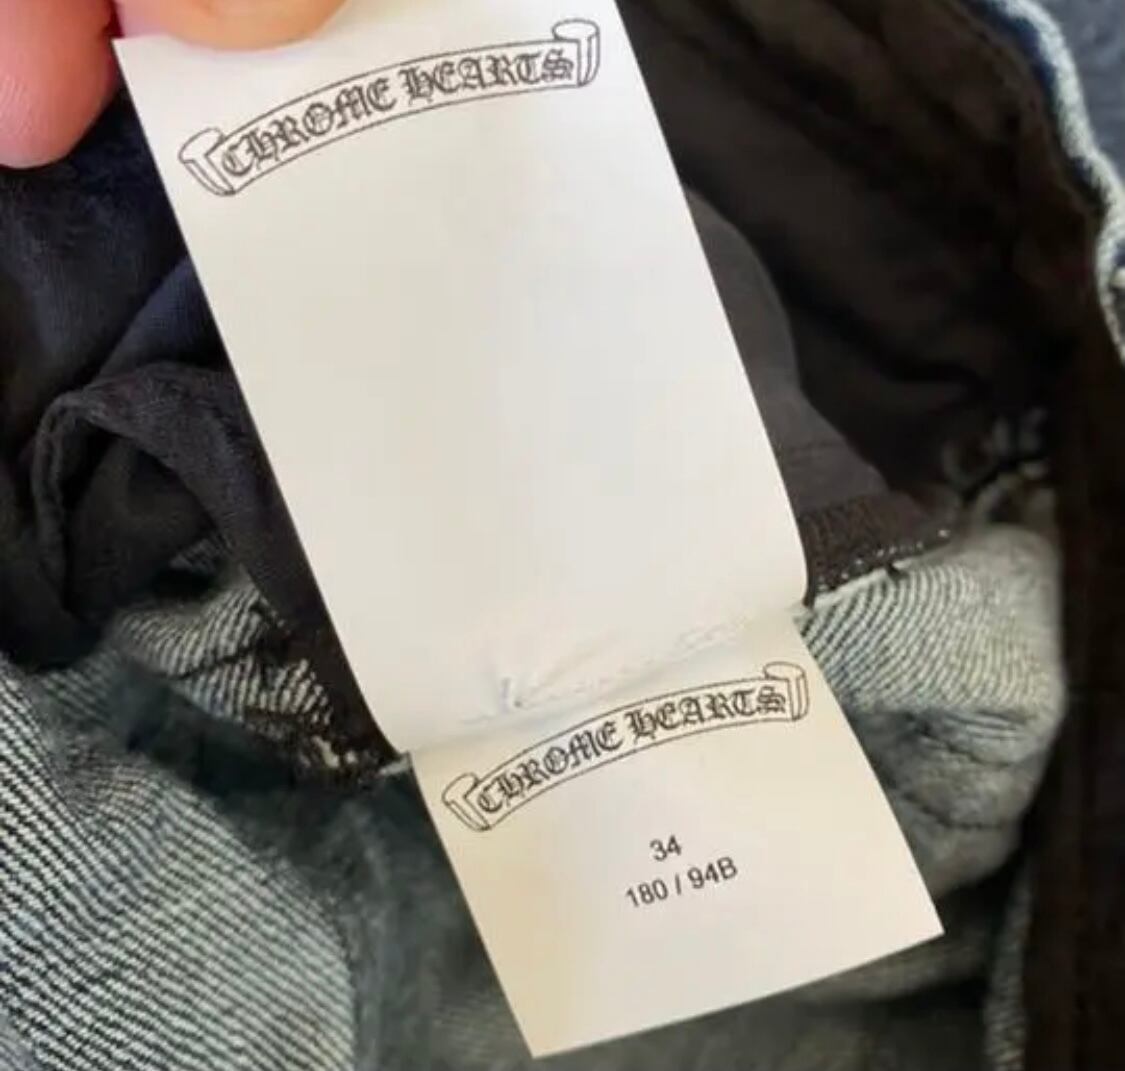 CHROME HEARTS
CHROME HEARTS
34
180 / 94B